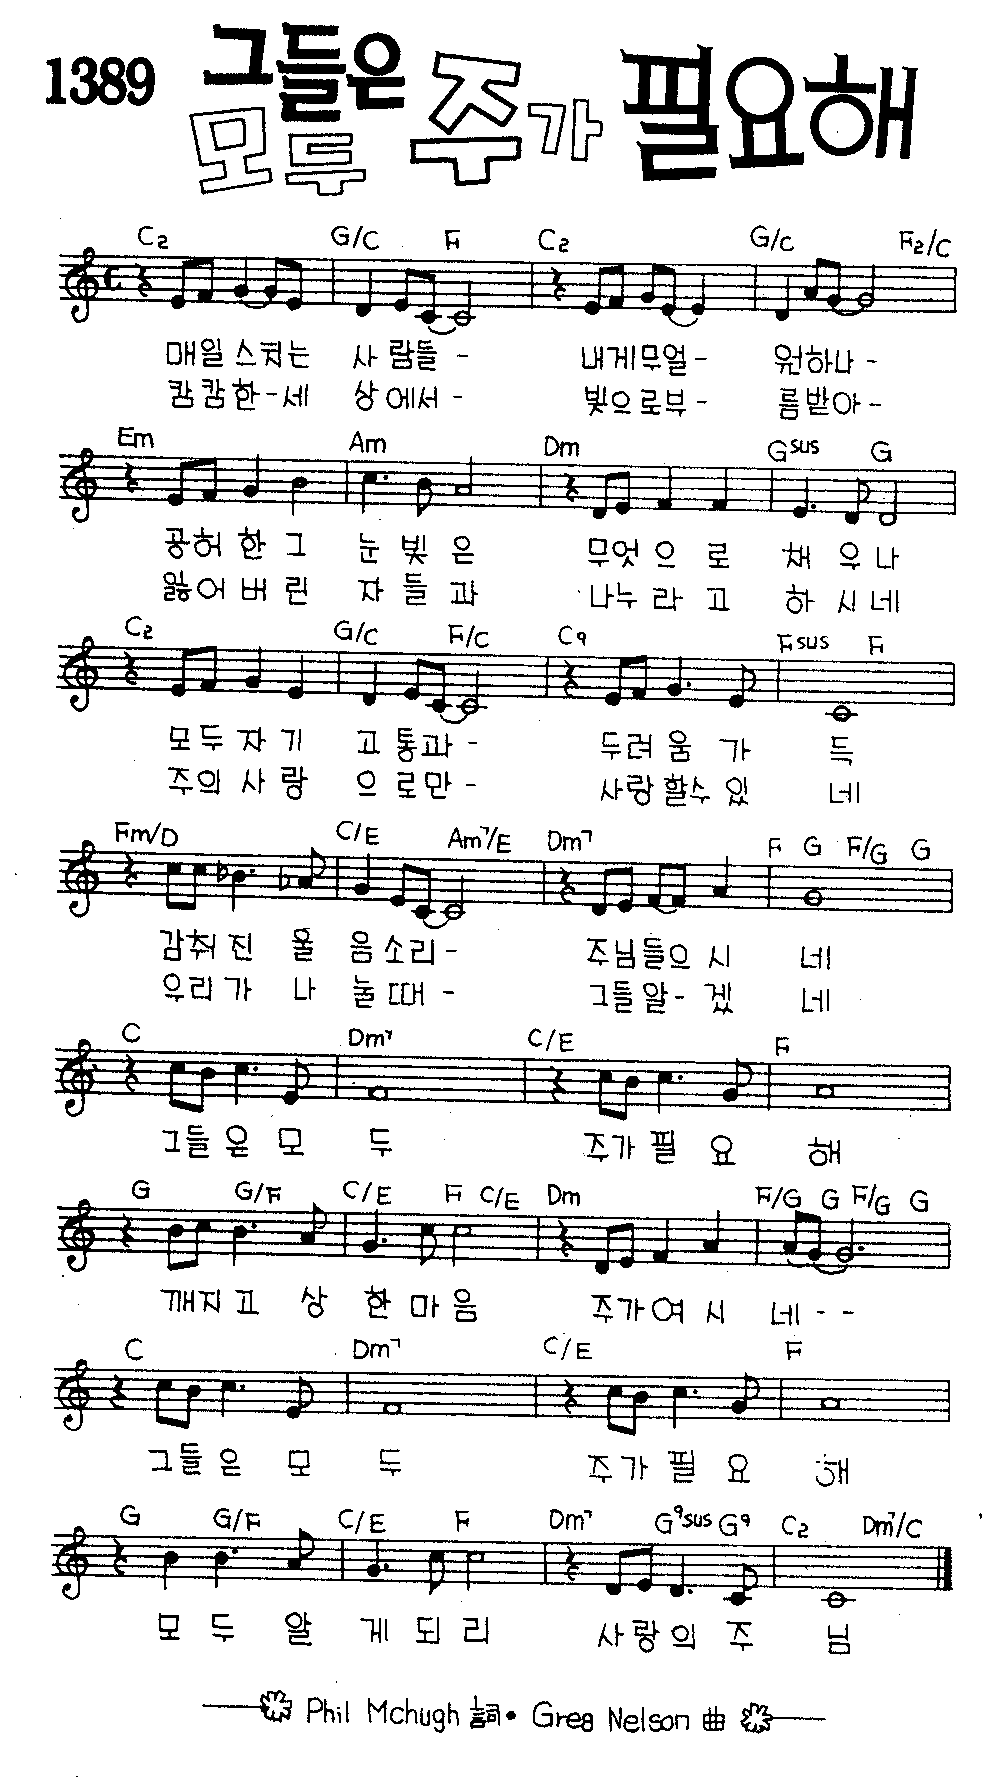 1389
그들은 모두 주가 필요해
C2 G/C F C2 G/C F2/C
매일 스쳐는 사 람들 - 내게무얼 - 원하나 -
캄캄한-세 상 에서 - 빛으로부 - 름받아 -
Em Am Dm Gsus G
공허 한 그 눈 빛 은 무엇 으 로 채 우 나
잃어 버 린 자 들 과 나누 라 고 하 시 네
C2 G/C F/C C9 Fsus F
모두 자 기 고 통과 - 두려 움 가 득
주의 사 랑 으 로만 - 사랑 할수 있 네
Fm/D C/E Am7/E Dm7 F G F/G G
감춰 진 울 음 소리 - 주님들으 시 네
우리 가 나 눌 때 - 그들알 - 겠 네
C Dm7 C/E F
그들 은 모 두 주가 필 요 해
G G/F C/E F C/E Dm F/G G F/G G
깨지 고 상 한 마 음 주가여 시 네 - -
C Dm7 C/E F
그들 은 모 두 주가 필 요 해
G G/F C/E F Dm7 G9sus G9 C2 Dm7/C
모 두 알 게 되 리 사랑의 주 님
Phil Mchugh 詞 • Greg Nelson 曲